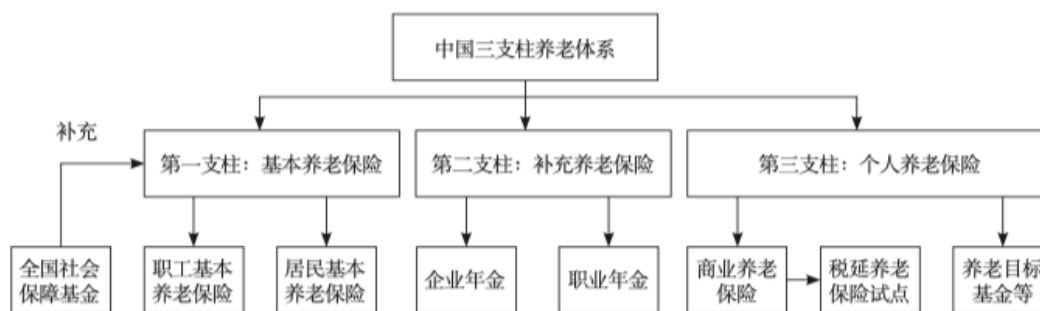 中国三支柱养老体系
补充
第一支柱：基本养老保险
第二支柱：补充养老保险
第三支柱：个人养老保险
全国社会
保障基金
职工基本
养老保险
居民基本
养老保险
企业年金
职业年金
商业养老
保险
税延养老
保险试点
养老目标
基金等